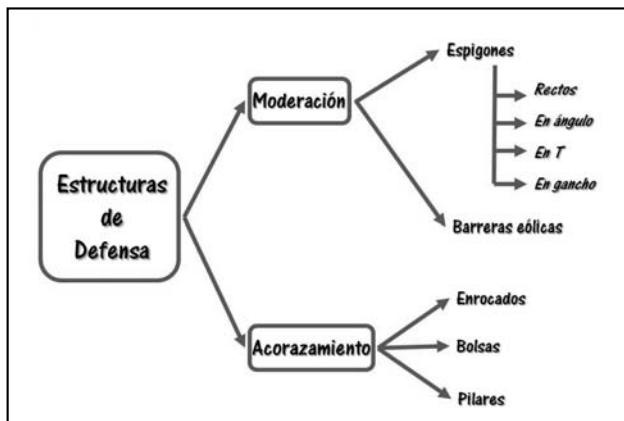 Estructuras
de
Defensa
Moderación
Espigones
Rectos
En ángulo
En T
En gancho
Barreras eólicas
Acorazamiento
Enrocados
Bolsas
Pilares